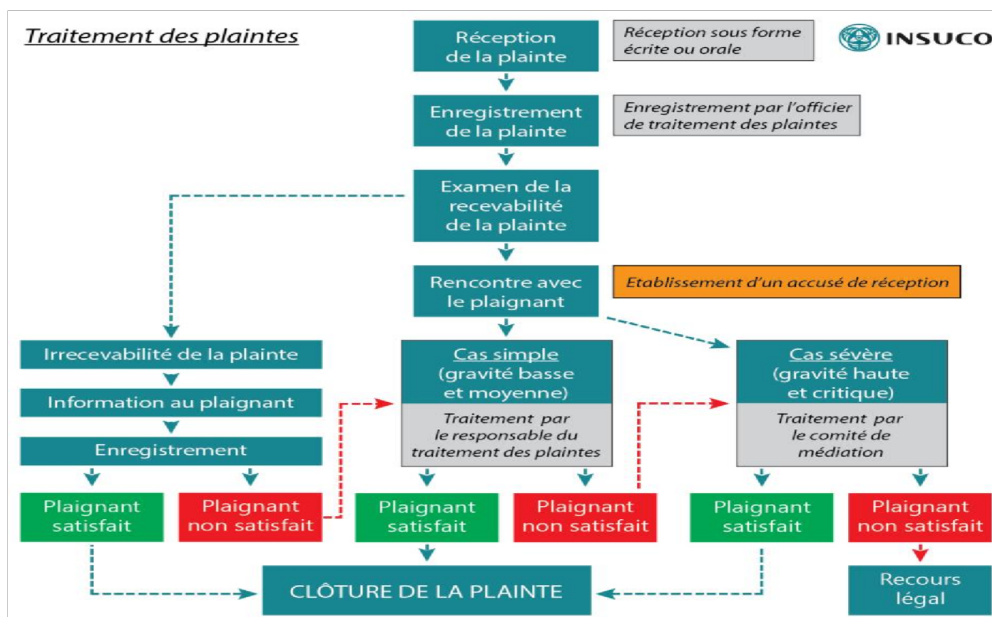 Traitement des plaintes
Réception
de la plainte
Réception sous forme
écrite ou orale
INSUCO
Enregistrement
de la plainte
Enregistrement par l'officier
de traitement des plaintes
Examen de la
recevabilité
de la plainte
Rencontre avec
le plaignant
Etablissement d'un accusé de réception
Irrecevabilité de la plainte
Information au plaignant
Enregistrement
Cas simple
(gravité basse
et moyenne)
Traitement par
le responsable du
traitement des plaintes
Cas sévère
(gravité haute
et critique)
Traitement par
le comité de
médiation
Plaignant
satisfait
Plaignant
non satisfait
Plaignant
satisfait
Plaignant
non satisfait
Plaignant
satisfait
Plaignant
non satisfait
CLÔTURE DE LA PLAINTE
Recours
légal